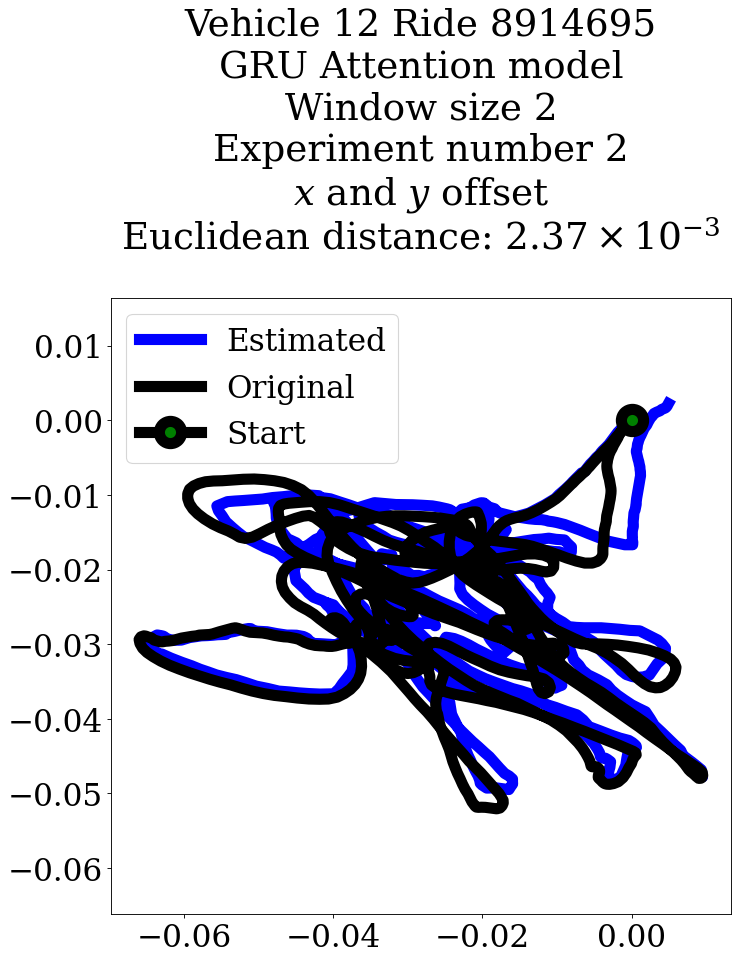 Vehicle 12 Ride 8914695
GRU Attention model
Window size 2
Experiment number 2
x and y offset
Euclidean distance: 2.37 × 10⁻³
Estimated
Original
Start
0.01
0.00
−0.01
−0.02
−0.03
−0.04
−0.05
−0.06
−0.06 −0.04 −0.02 0.00